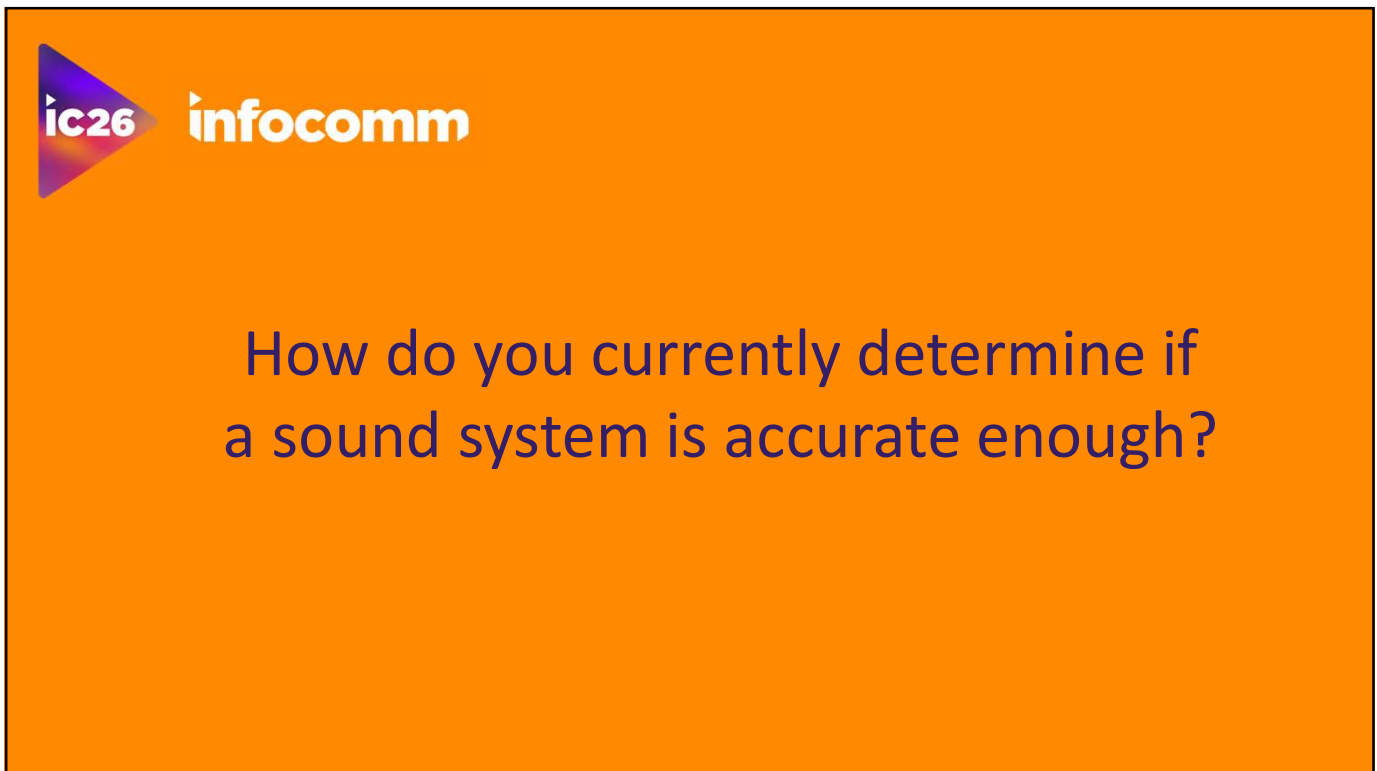 ic26
infocomm
How do you currently determine if
a sound system is accurate enough?